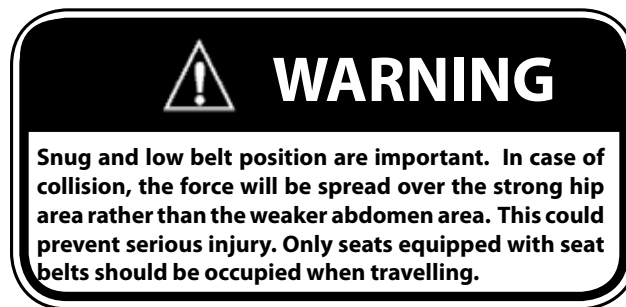 WARNING
Snug and low belt position are important. In case of
collision, the force will be spread over the strong hip
area rather than the weaker abdomen area. This could
prevent serious injury. Only seats equipped with seat
belts should be occupied when travelling.